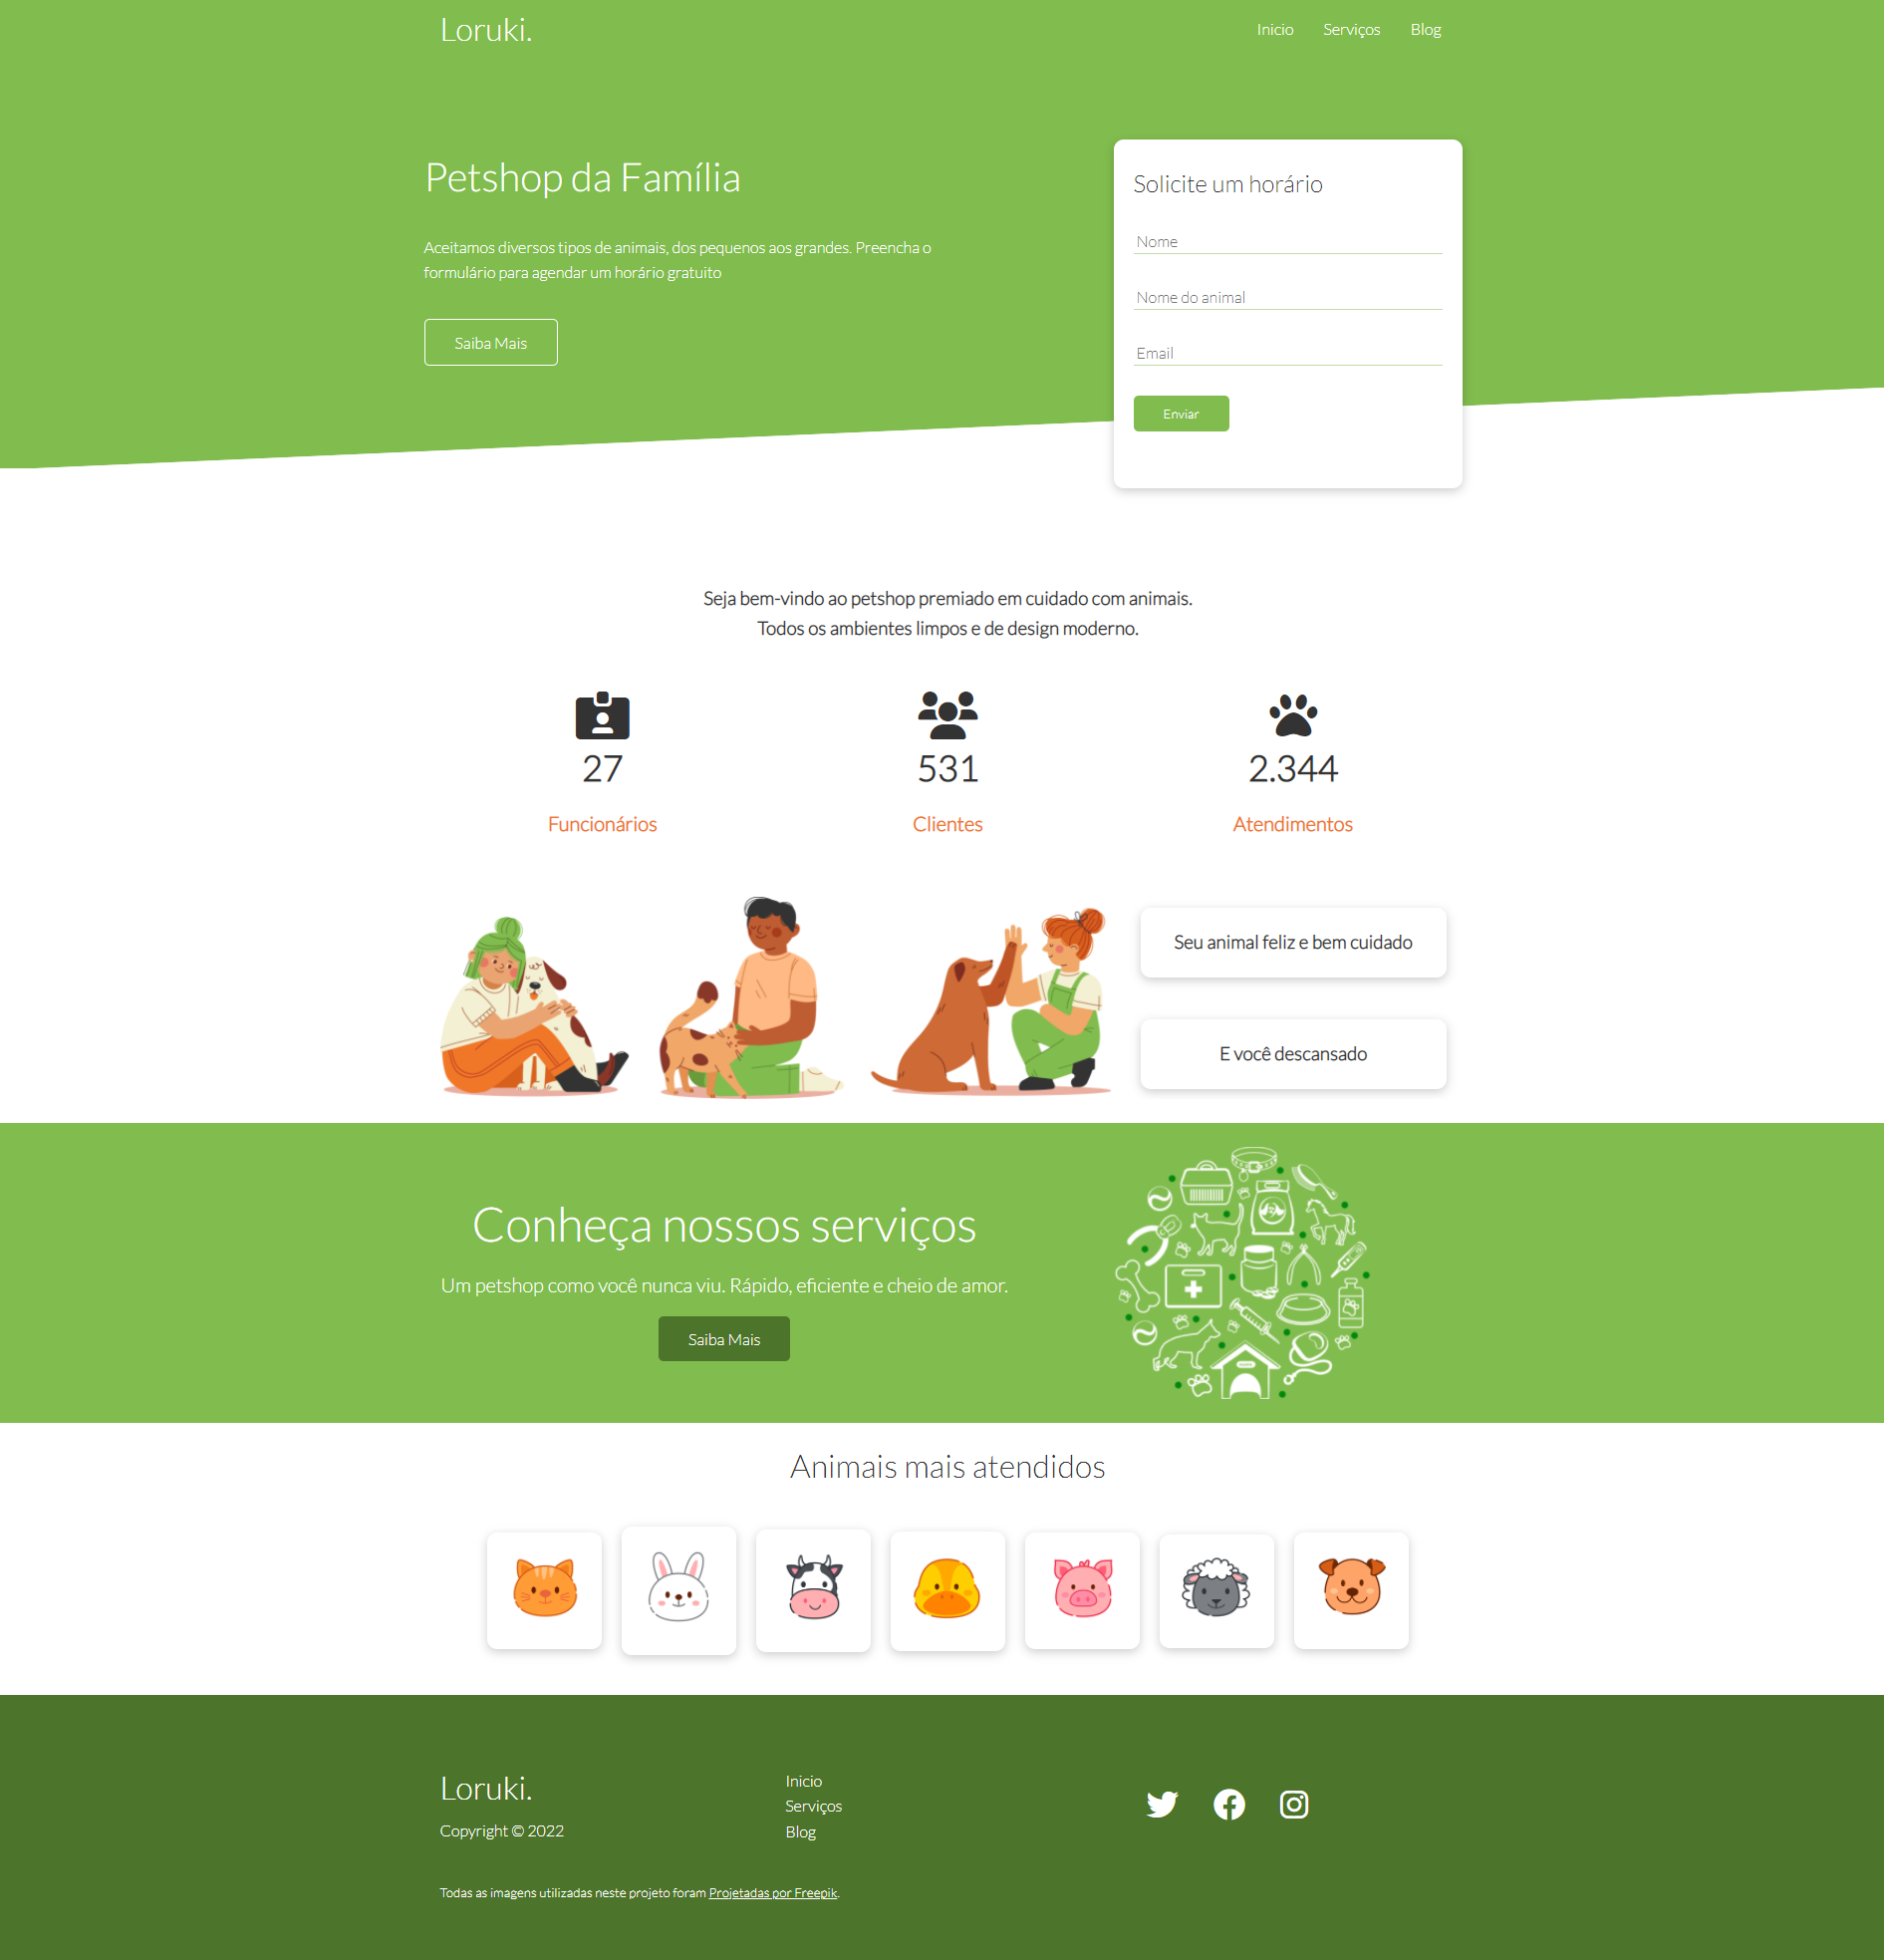 Loruki.
Inicio
Serviços
Blog
Petshop da Família
Aceitamos diversos tipos de animais, dos pequenos aos grandes. Preencha o
formulário para agendar um horário gratuito
Saiba Mais
Solicite um horário
Nome
Nome do animal
Email
Enviar
Seja bem-vindo ao petshop premiado em cuidado com animais.
Todos os ambientes limpos e de design moderno.
27
531
2.344
Funcionários
Clientes
Atendimentos
Seu animal feliz e bem cuidado
E você descansado
Conheça nossos serviços
Um petshop como você nunca viu. Rápido, eficiente e cheio de amor.
Saiba Mais
Animais mais atendidos
Loruki.
Copyright © 2022
Inicio
Serviços
Blog
Todas as imagens utilizadas neste projeto foram Projetadas por Freepik.